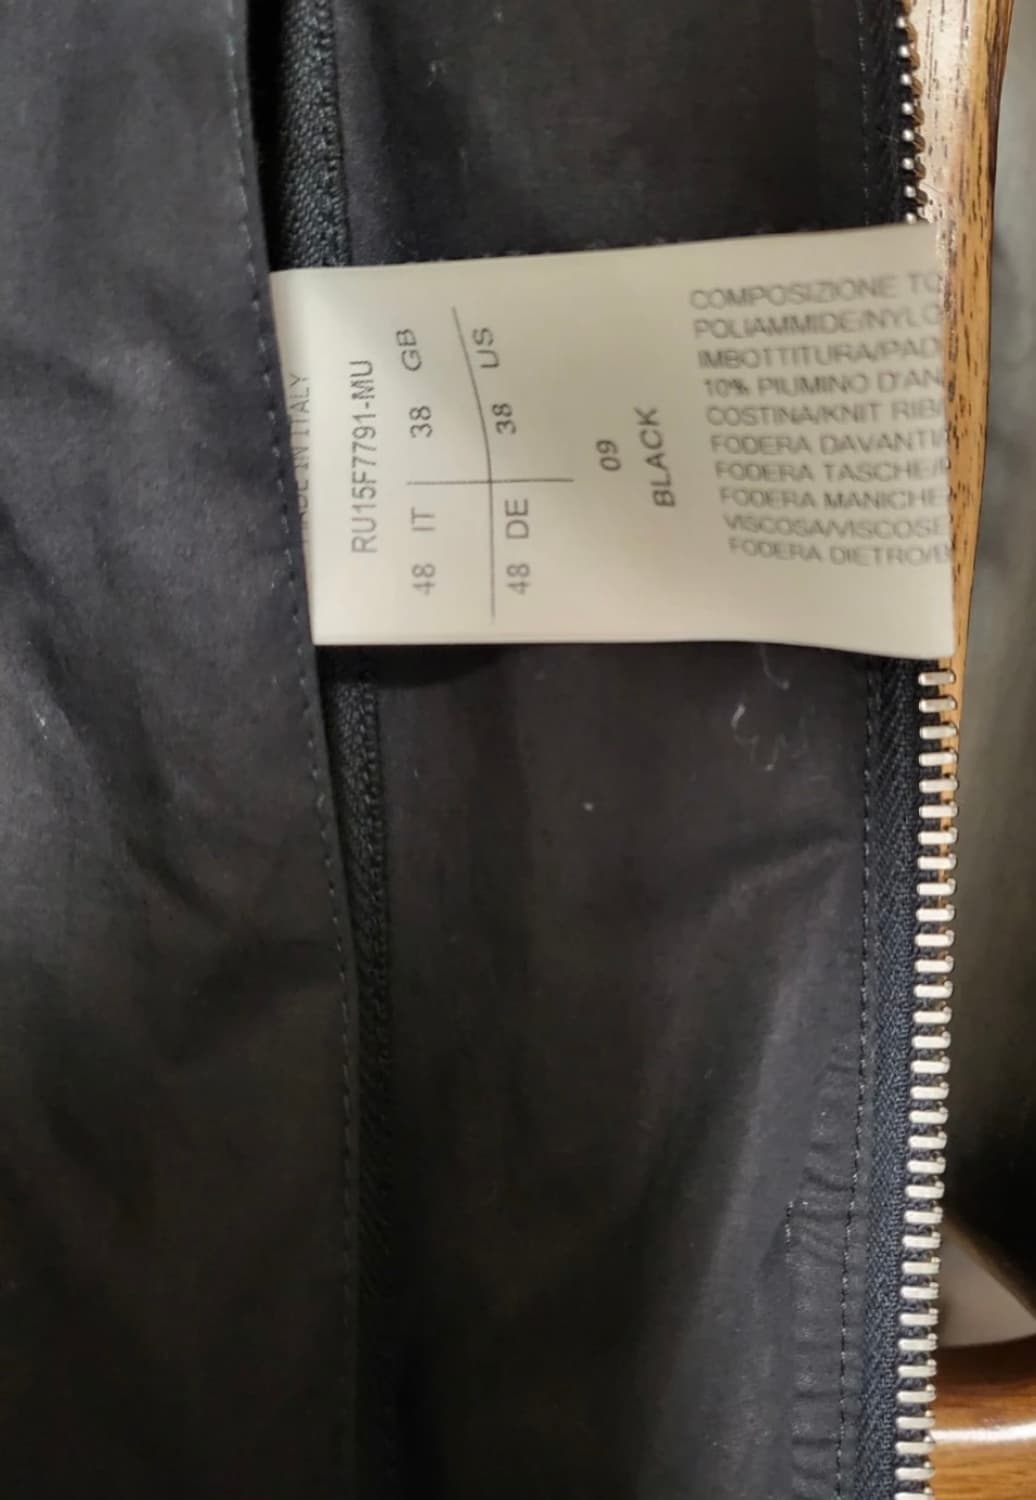 IN ITALY
RU15F7791-MU
48 IT 38 GB
48 DE 38 US
09
BLACK
COMPOSIZIONE TO
POLIAMMIDE/NYLO
IMBOTTITURA/PAD
10% PIUMINO D'AN
COSTINA/KNIT RIB/
FODERA DAVANTI/
FODERA TASCHE/
FODERA MANICHE
VISCOSA/VISCOSE
FODERA DIETRO/B